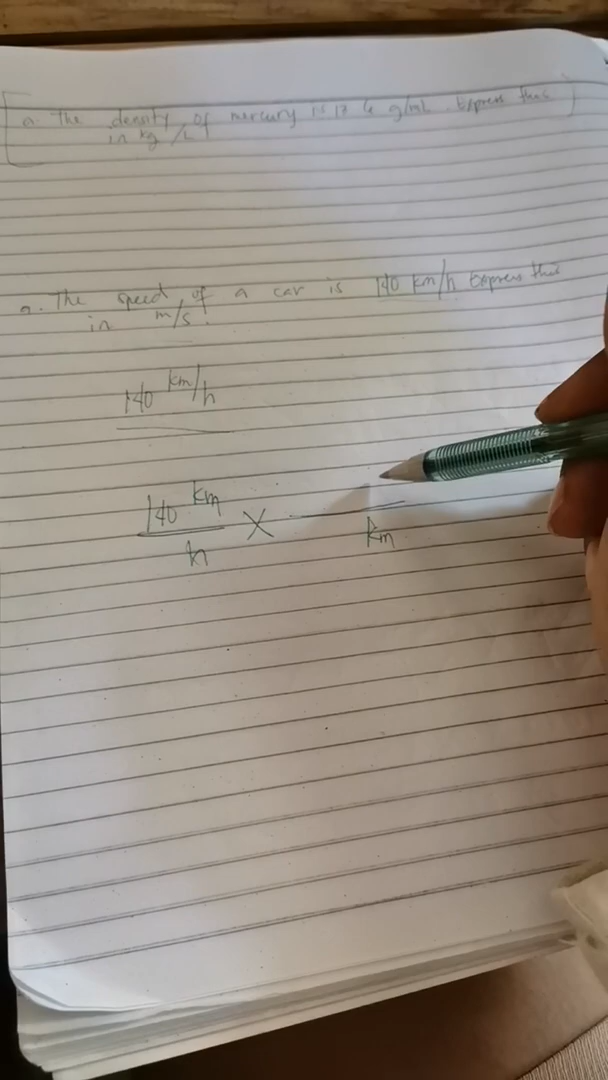 a. The density of mercury is 13.6 g/mL. Express this
in kg/L
a. The speed of a car is 140 km/h Express this
in m/s.
140 km/h
140 km
X
h
km